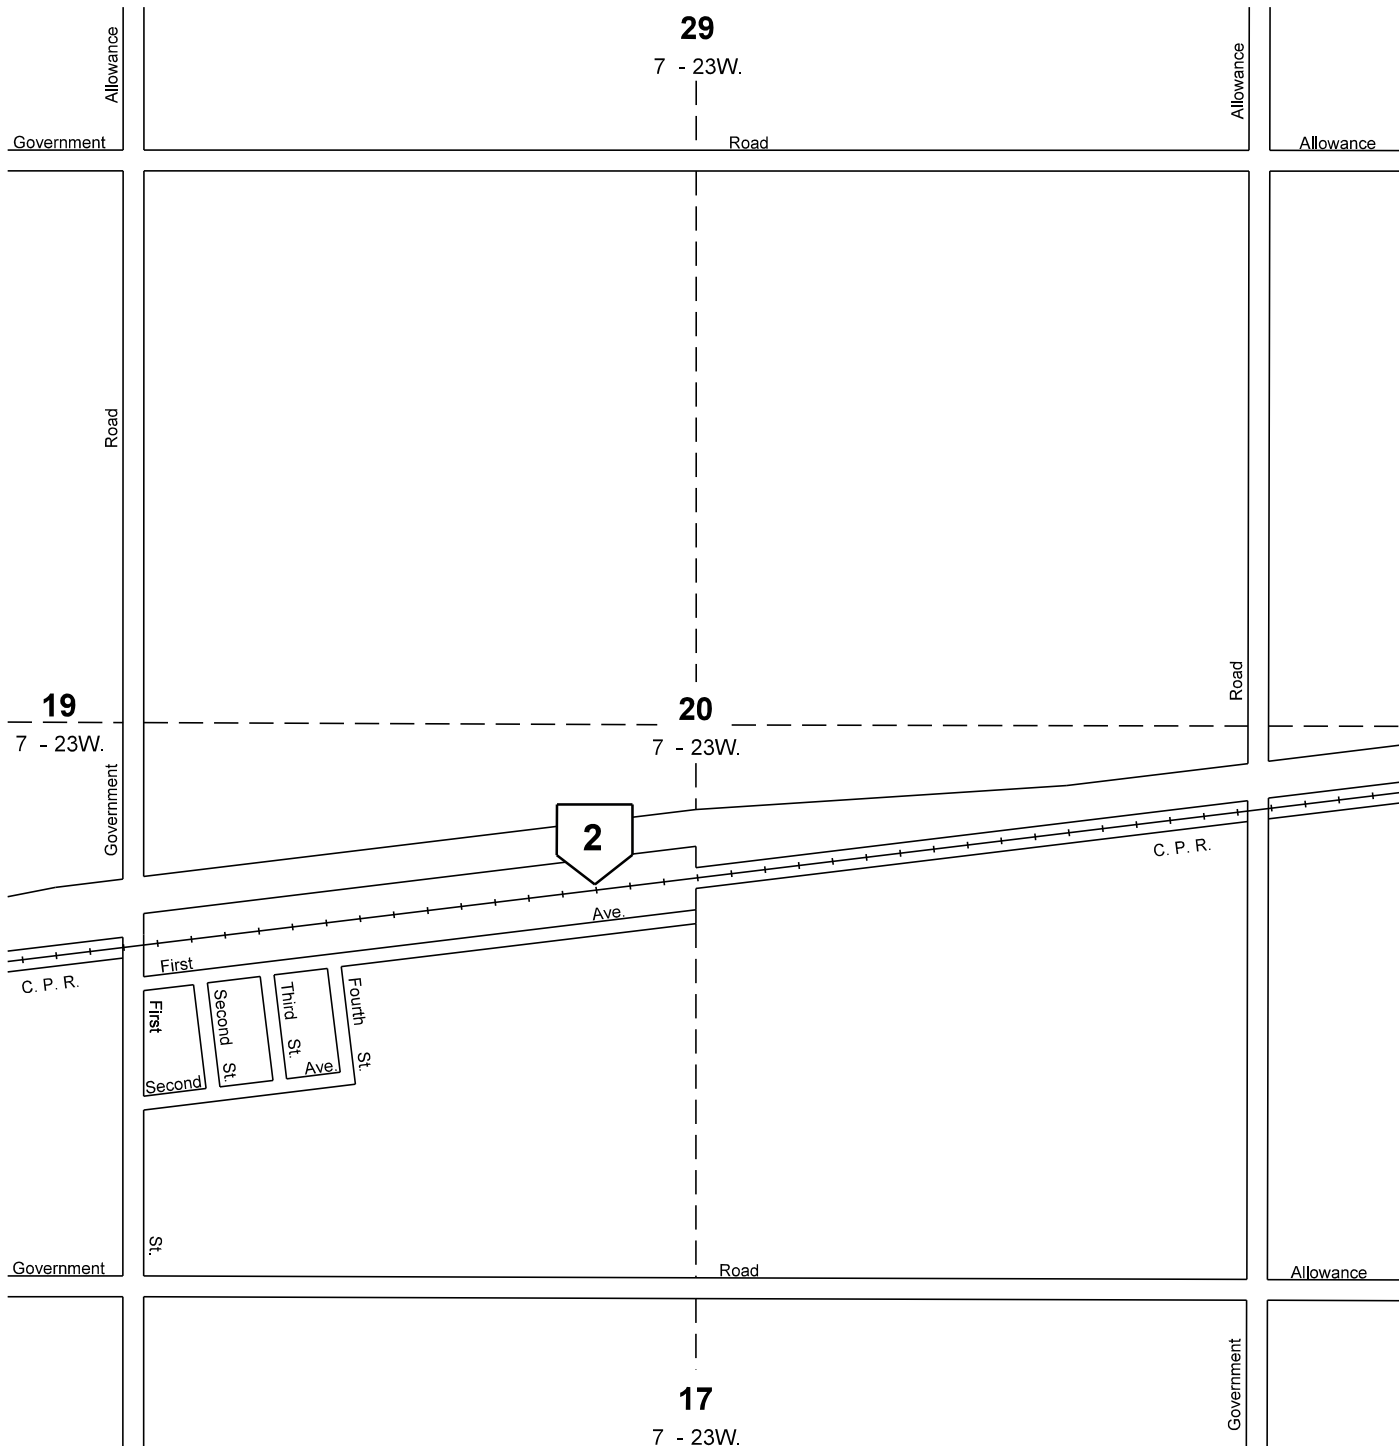 29
7 - 23W.
Allowance
Allowance
Government
Road
Allowance
Road
Road
19
7 - 23W.
20
7 - 23W.
Government
2
C. P. R.
Ave.
First
C. P. R.
First
St.
Second
St.
Third
St.
Fourth
St.
Second
Ave.
Government
Road
Allowance
Government
17
7 - 23W.